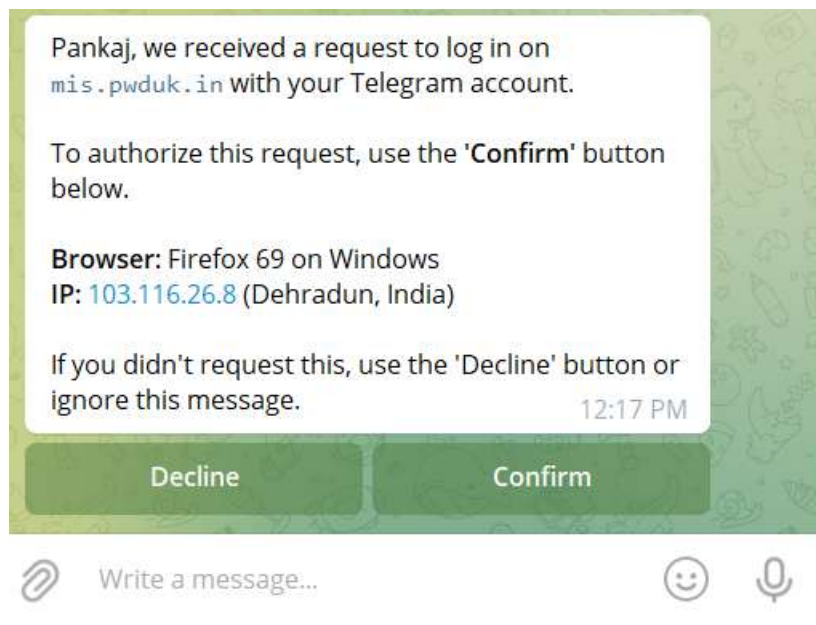 Pankaj, we received a request to log in on
mis.pwduk.in with your Telegram account.
To authorize this request, use the 'Confirm' button
below.
Browser: Firefox 69 on Windows
IP: 103.116.26.8 (Dehradun, India)
If you didn't request this, use the 'Decline' button or
ignore this message.
12:17 PM
Decline
Confirm
Write a message...